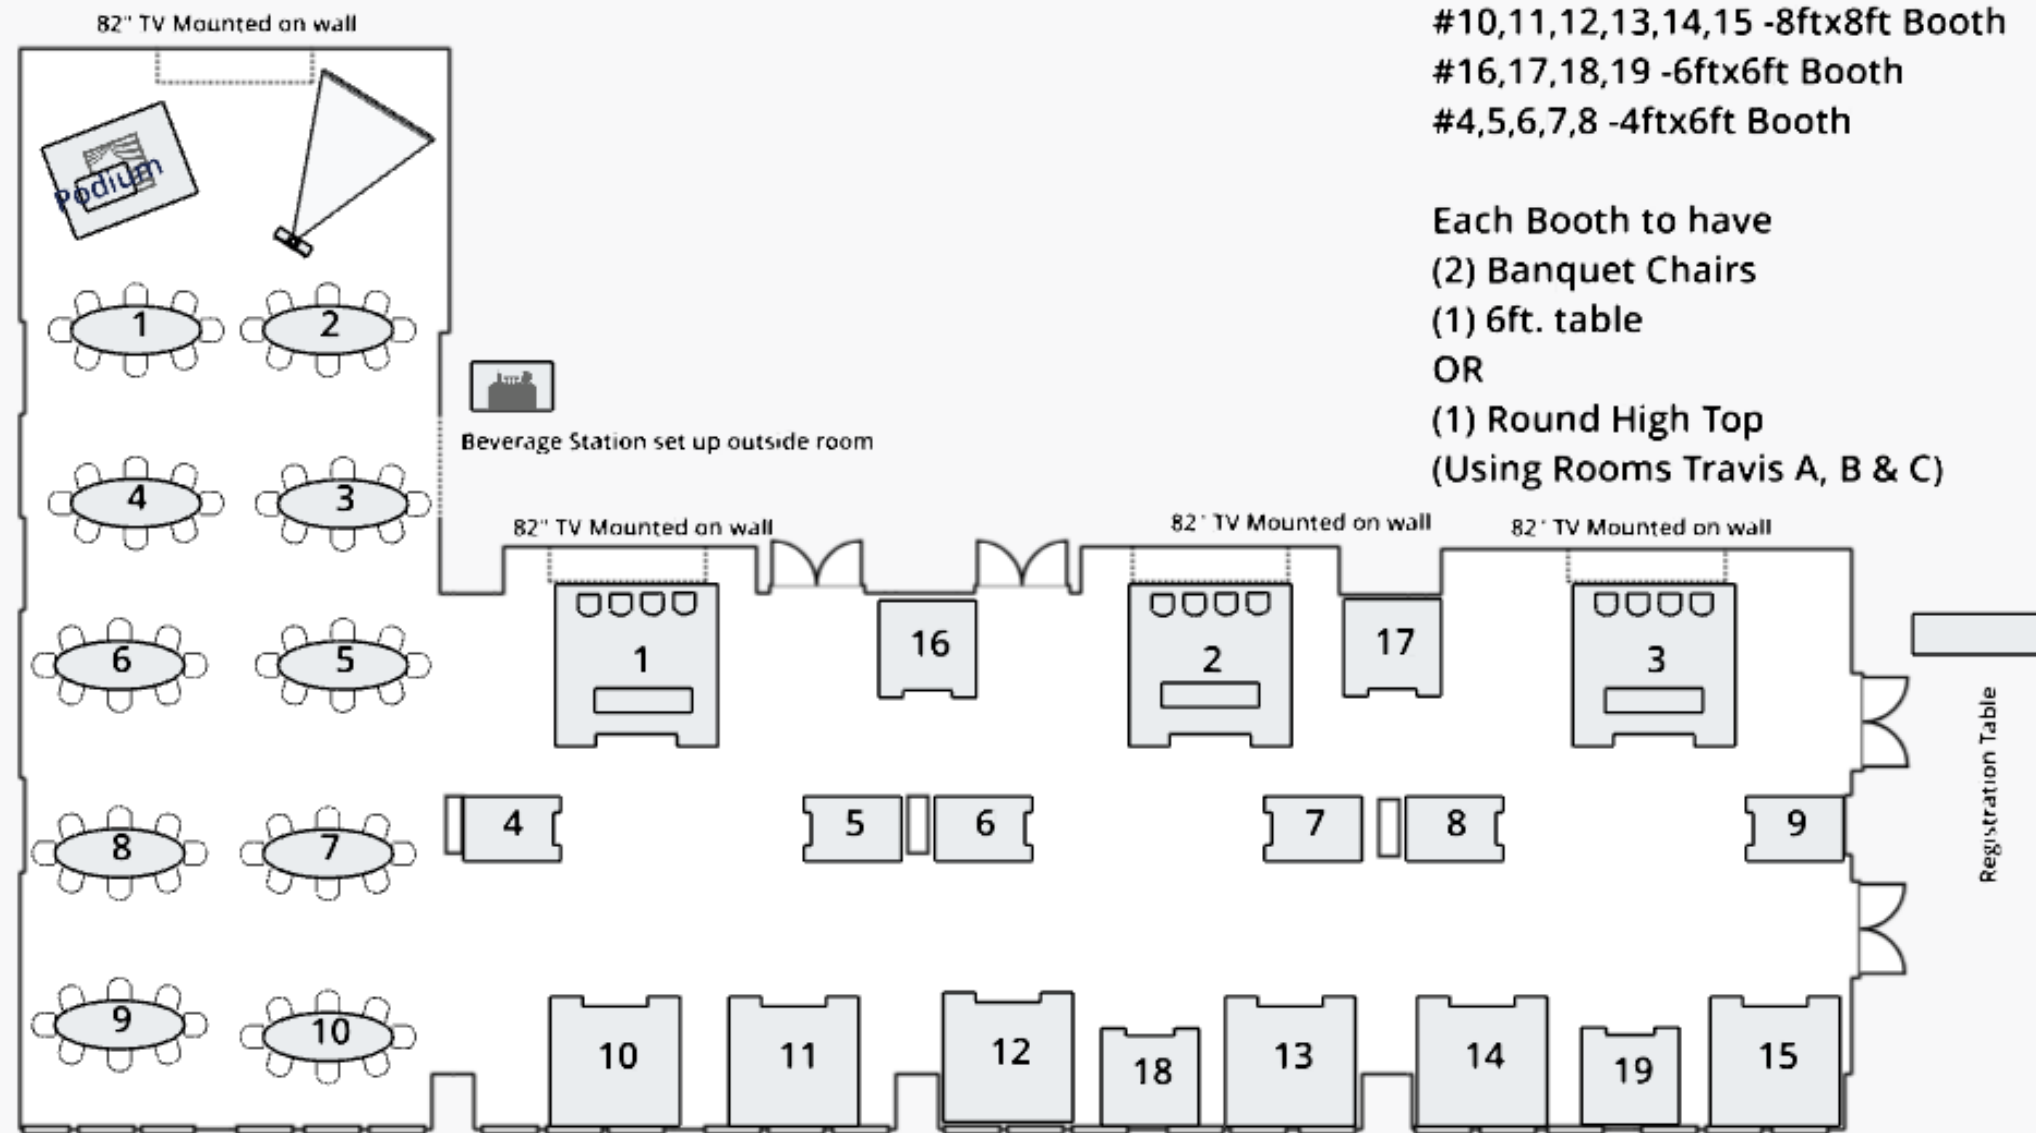 82" TV Mounted on wall
#10,11,12,13,14,15 -8ftx8ft Booth
#16,17,18,19 -6ftx6ft Booth
#4,5,6,7,8 -4ftx6ft Booth
Each Booth to have
(2) Banquet Chairs
(1) 6ft. table
OR
(1) Round High Top
(Using Rooms Travis A, B & C)
Podium
1
2
Beverage Station set up outside room
4
3
82" TV Mounted on wall
82" TV Mounted on wall
82" TV Mounted on wall
6
5
1
16
2
17
3
Registration Table
8
7
4
5
6
7
8
9
9
10
10
11
12
18
13
14
19
15